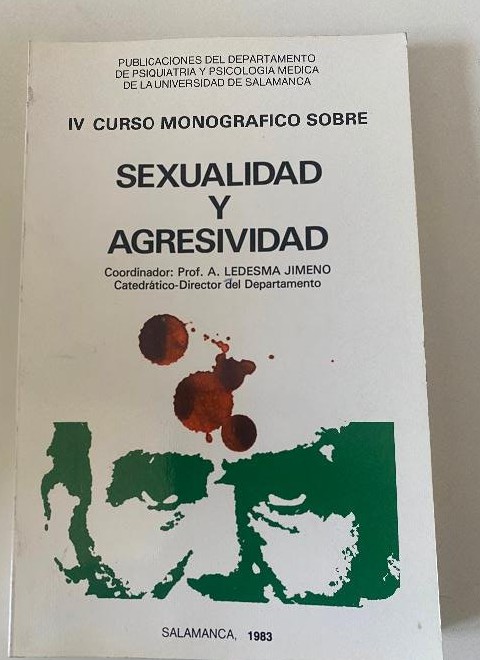 PUBLICACIONES DEL DEPARTAMENTO
DE PSIQUIATRIA Y PSICOLOGIA MEDICA
DE LA UNIVERSIDAD DE SALAMANCA
IV CURSO MONOGRAFICO SOBRE
SEXUALIDAD
Y
AGRESIVIDAD
Coordinador: Prof. A. LEDESMA JIMENO
Catedrático-Director del Departamento
SALAMANCA, 1983